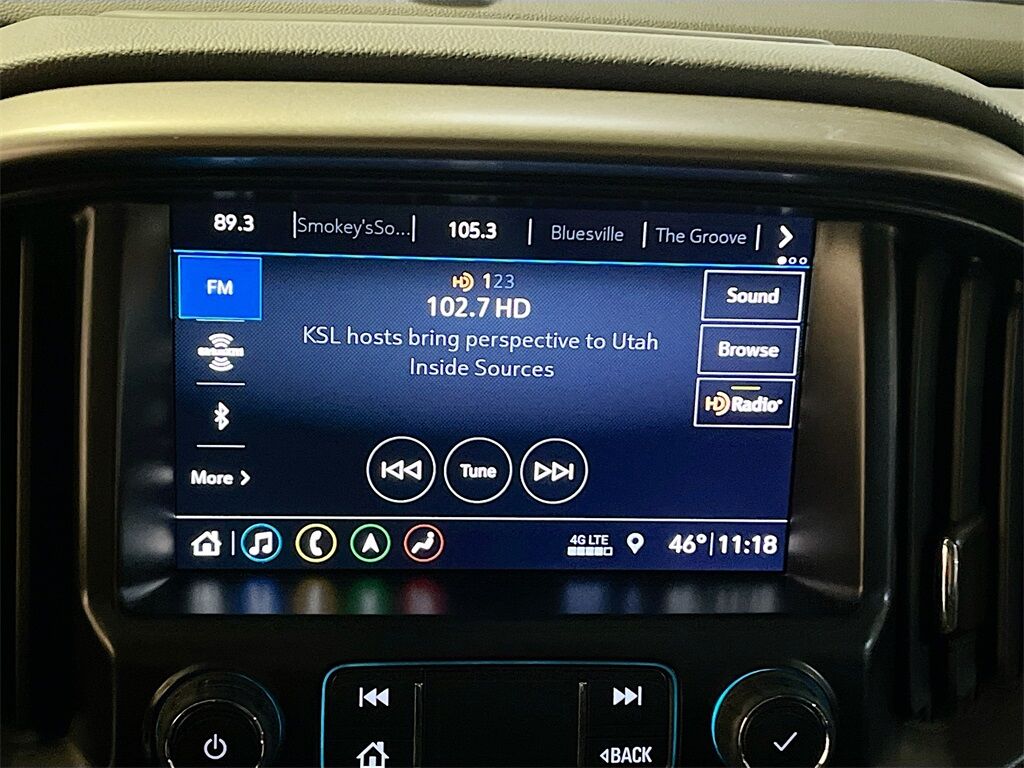 89.3 Smokey'sSo... 105.3 Bluesville The Groove
HD 123
FM 102.7 HD Sound
KSL hosts bring perspective to Utah
Inside Sources
Browse
SiriusXM
HD Radio
More Tune
4G LTE 46° 11:18
BACK